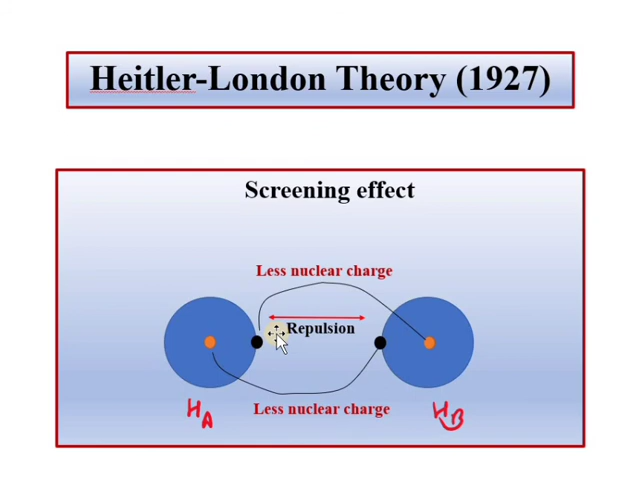 Heitler-London Theory (1927)
Screening effect
Less nuclear charge
Repulsion
Less nuclear charge
HA
HB